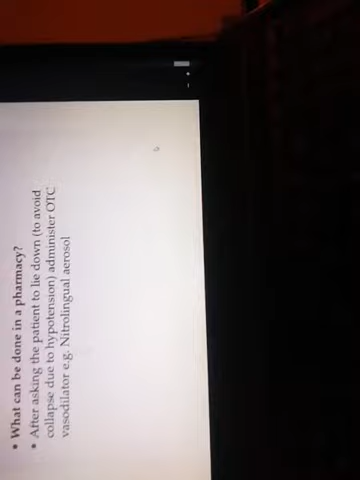 • What can be done in a pharmacy?
• After asking the patient to lie down (to avoid
collapse due to hypotension) administer OTC
vasodilator e.g. Nitrolingual aerosol